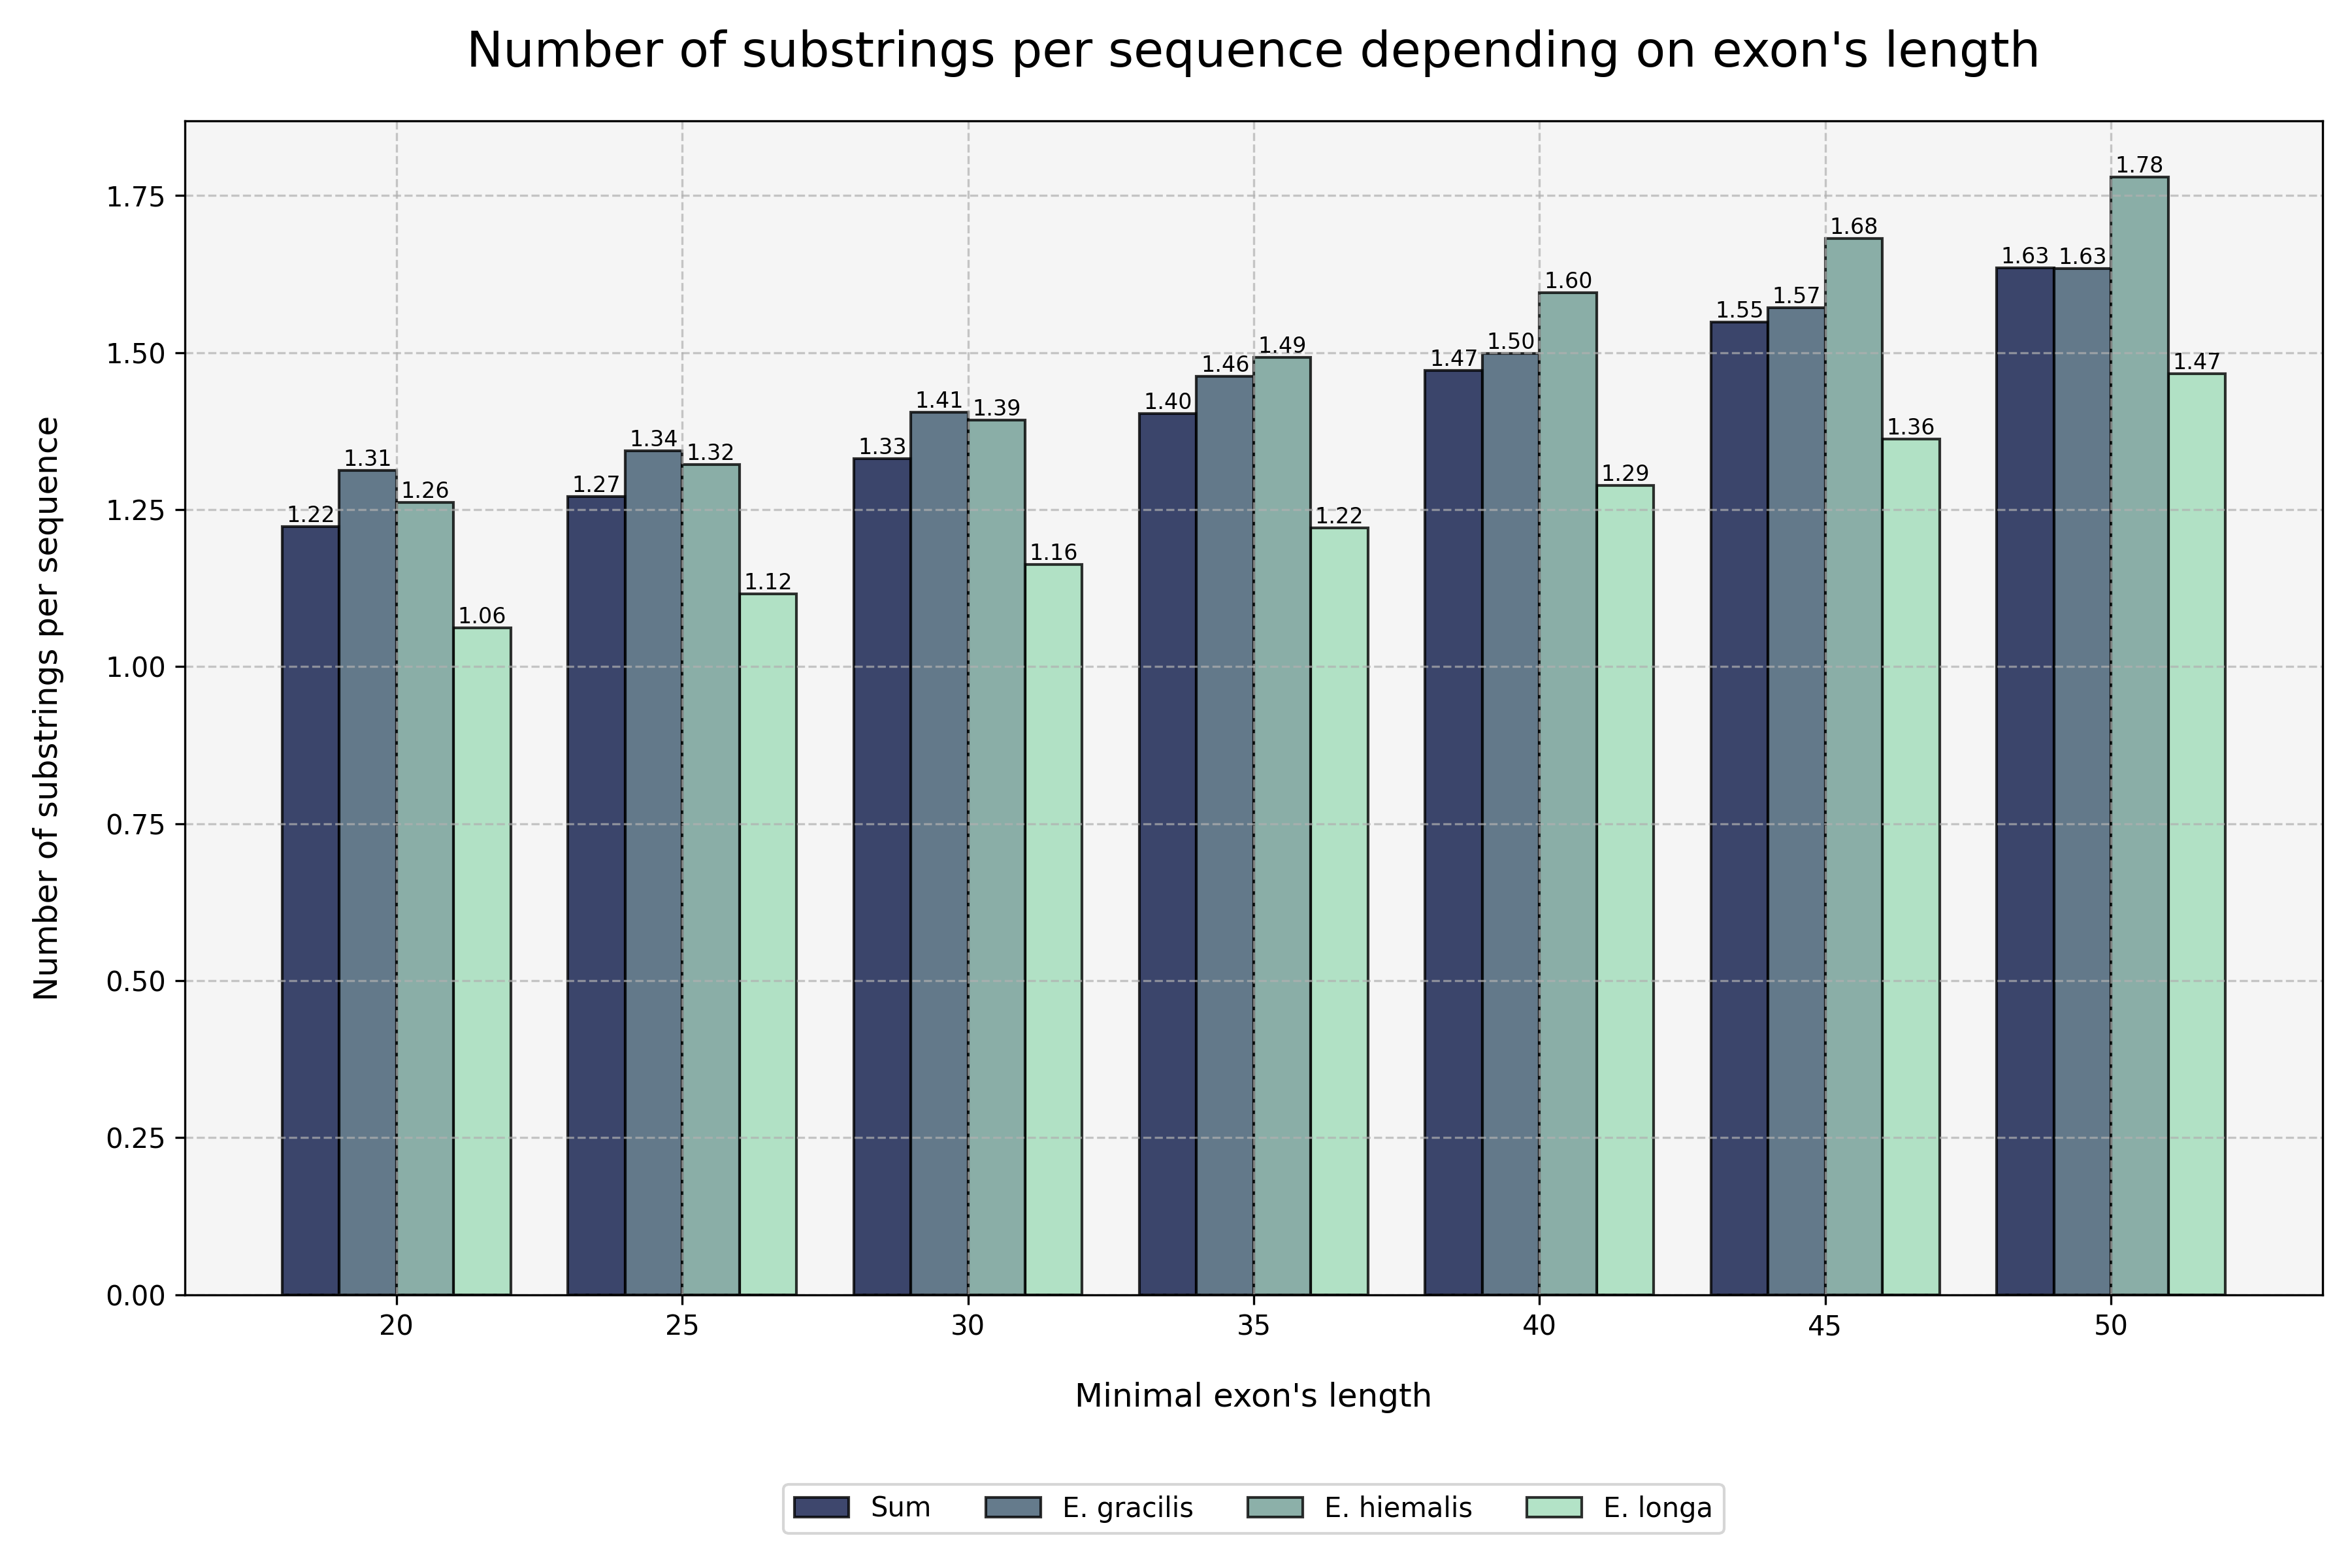 Number of substrings per sequence depending on exon's length
Number of substrings per sequence
1.75
1.50
1.25
1.00
0.75
0.50
0.25
0.00
1.22 1.31 1.26 1.06
1.27 1.34 1.32 1.12
1.33 1.41 1.39 1.16
1.40 1.46 1.49 1.22
1.47 1.50 1.60 1.29
1.55 1.57 1.68 1.36
1.63 1.63 1.78 1.47
20 25 30 35 40 45 50
Minimal exon's length
Sum E. gracilis E. hiemalis E. longa